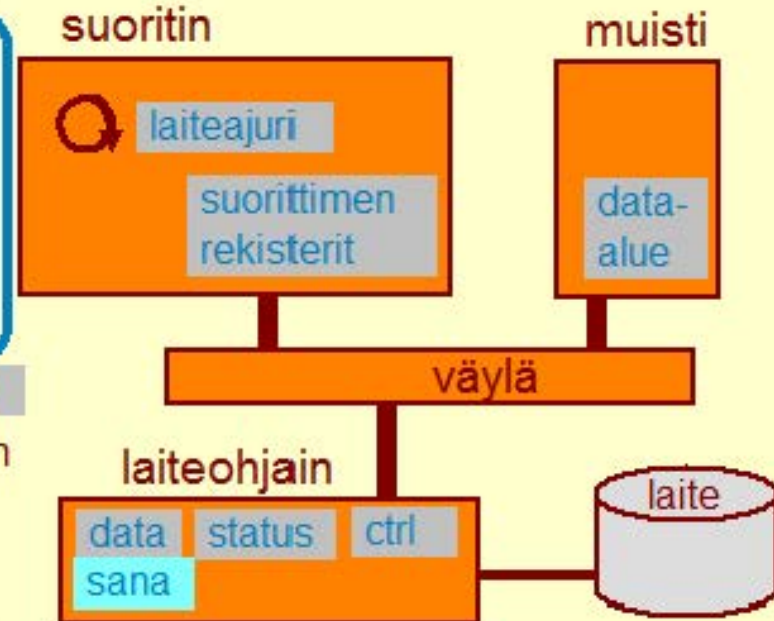 suoritin
muisti
laiteajuri
suorittimen
rekisterit
data-
alue
väylä
laiteohjain
laite
data status ctrl
sana